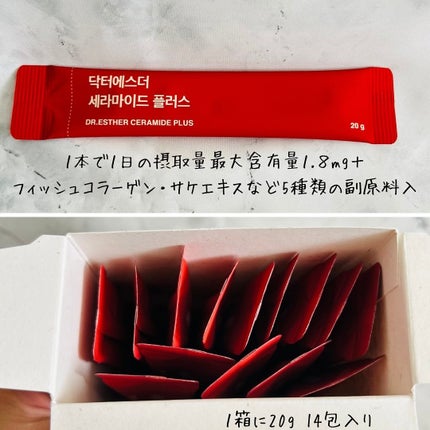 닥터에스더
세라마이드 플러스
DR.ESTHER CERAMIDE PLUS
20 g
1本で1日の摂取量最大含有量1.8mg+
フィッシュコラーゲン・サケエキスなど5種類の副原料入
1箱に20g 14包入り